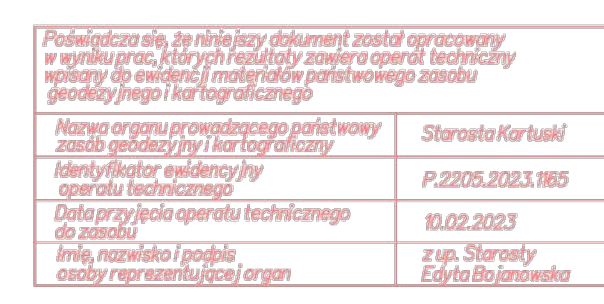 Poświadcza się, że niniejszy dokument został opracowany
w wyniku prac, których rezultaty zawiera operat techniczny
wpisany do ewidencji materiałów państwowego zasobu
geodezyjnego i kartograficznego
Nazwa organu prowadzącego państwowy
zasób geodezyjny i kartograficzny
Starosta Kartuski
Identyfikator ewidencyjny
operatu technicznego
P.2205.2023.1165
Data przyjęcia operatu technicznego
do zasobu
10.02.2023
Imię, nazwisko i podpis
osoby reprezentującej organ
z up. Starosty
Edyta Bojanowska